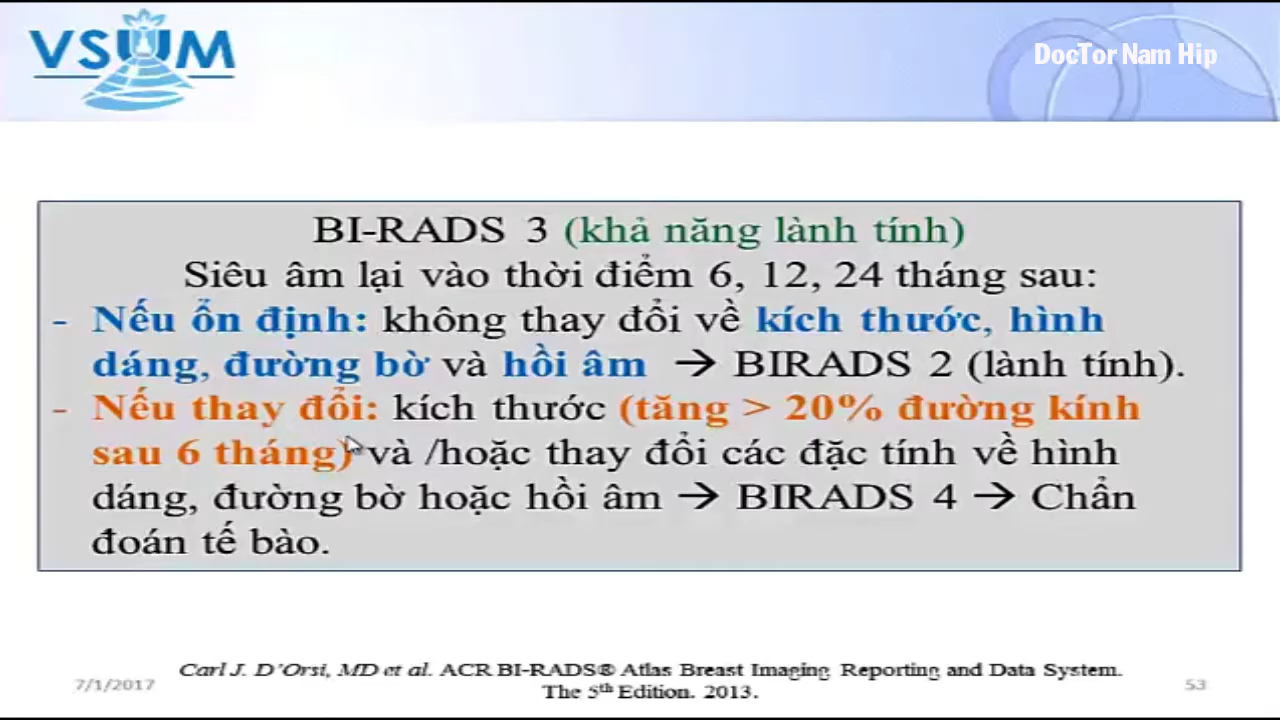 VSUM
DocTor Nam Hip
BI-RADS 3 (khả năng lành tính)
Siêu âm lại vào thời điểm 6, 12, 24 tháng sau:
- Nếu ổn định: không thay đổi về kích thước, hình
dáng, đường bờ và hồi âm → BIRADS 2 (lành tính).
- Nếu thay đổi: kích thước (tăng > 20% đường kính
sau 6 tháng) và /hoặc thay đổi các đặc tính về hình
dáng, đường bờ hoặc hồi âm → BIRADS 4 → Chẩn
đoán tế bào.
Carl J. D'Orsi, MD et al. ACR BI-RADS® Atlas Breast Imaging Reporting and Data System.
The 5th Edition. 2013.
7/1/2017
53